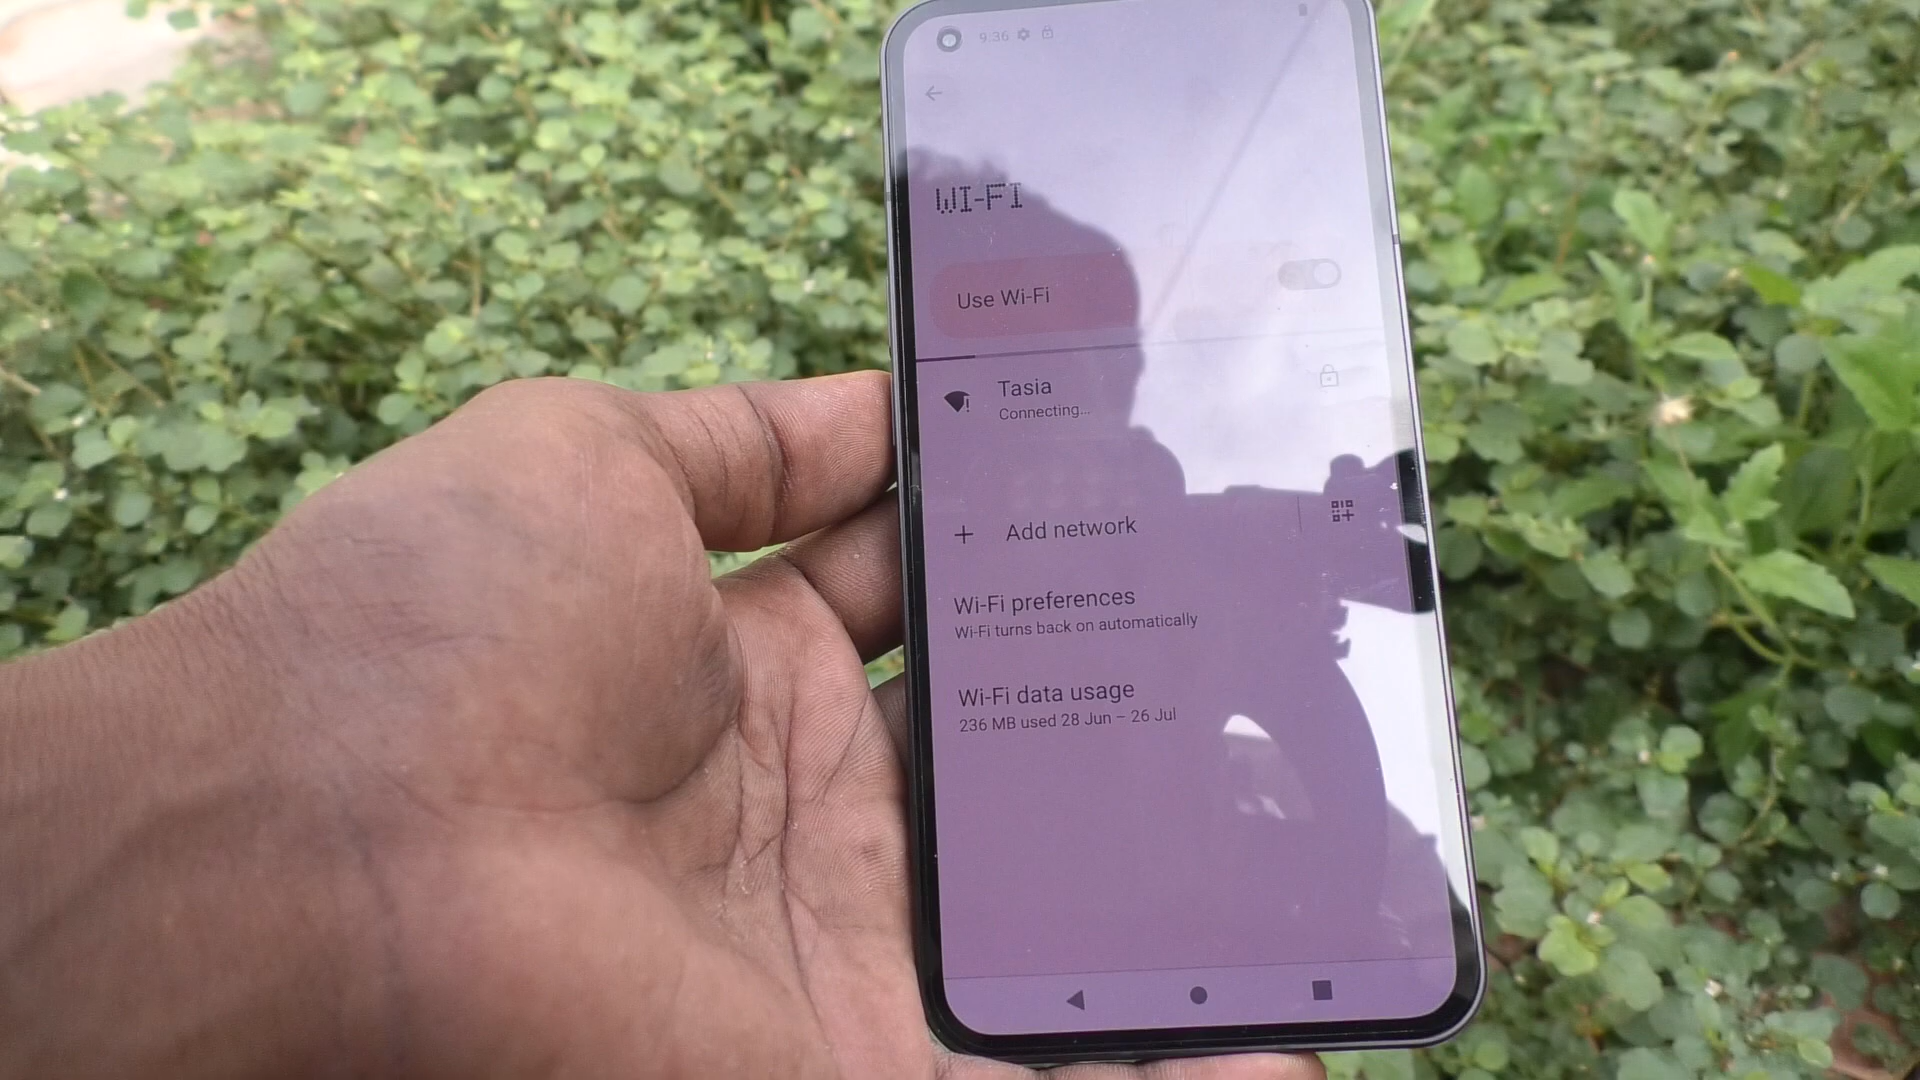 9:36
WI-FI
Use Wi-Fi
Tasia
Connecting...
Add network
Wi-Fi preferences
Wi-Fi turns back on automatically
Wi-Fi data usage
236 MB used 28 Jun – 26 Jul